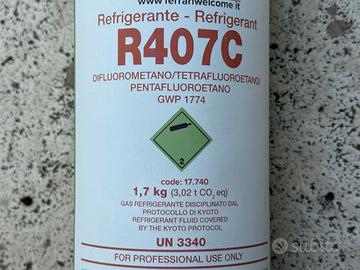 www.ferrariwelcome.it
Refrigerante - Refrigerant
R407C
DIFLUOROMETANO/TETRAFLUOROETANO/
PENTAFLUOROETANO
GWP 1774
2
code: 17.740
1,7 kg (3,02 t CO2 eq)
GAS REFRIGERANTE DISCIPLINATO DAL
PROTOCOLLO DI KYOTO
REFRIGERANT FLUID COVERED
BY THE KYOTO PROTOCOL
UN 3340
FOR PROFESSIONAL USE ONLY
subito